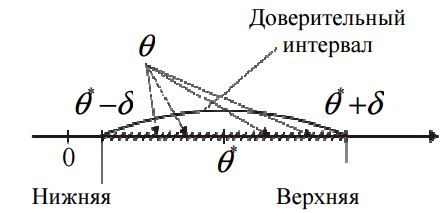 Доверительный
интервал
θ
θ* − δ
θ* + δ
0
θ*
Нижняя
Верхняя